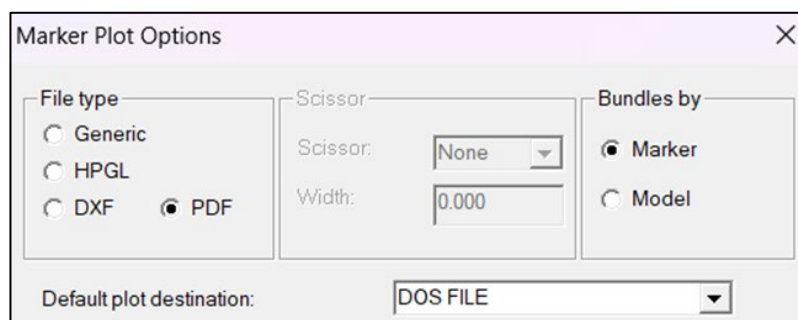 Marker Plot Options
File type
Generic
HPGL
DXF PDF
Scissor
Scissor: None
Width: 0.000
Bundles by
Marker
Model
Default plot destination: DOS FILE